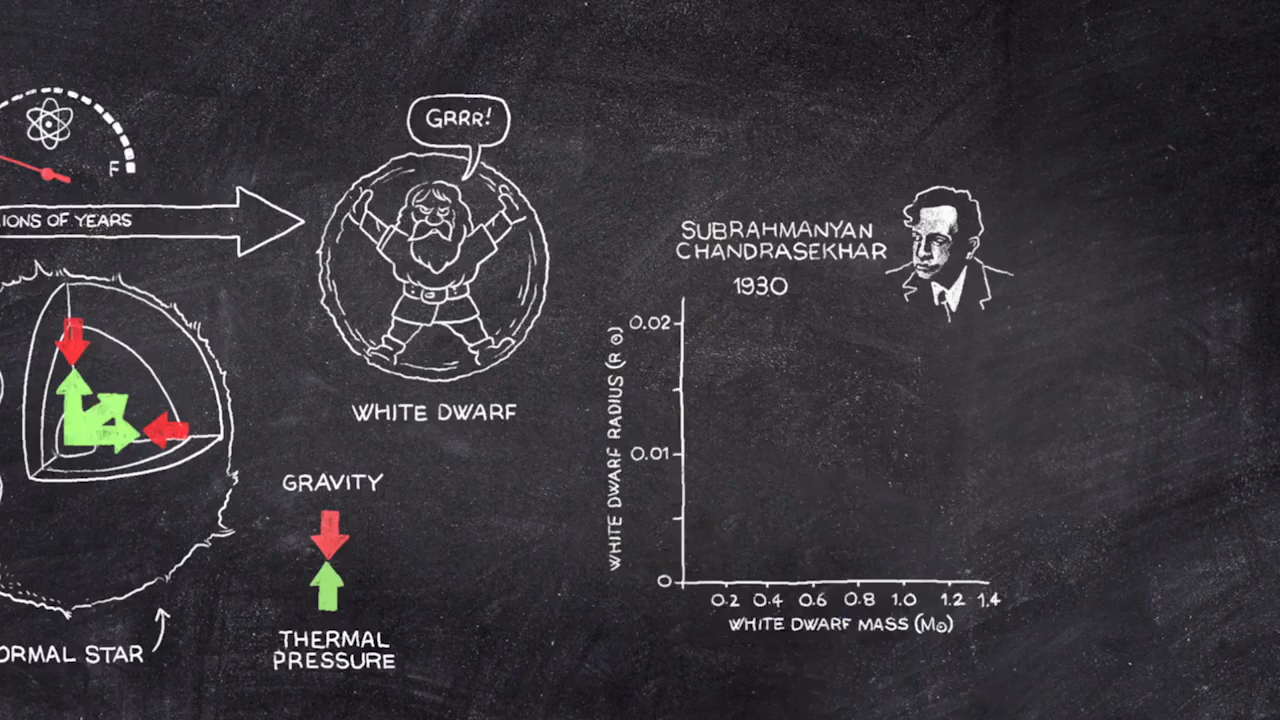 F
IONS OF YEARS
GRRR!
WHITE DWARF
GRAVITY
THERMAL
PRESSURE
ORMAL STAR
SUBRAHMANYAN
CHANDRASEKHAR
1930
WHITE DWARF RADIUS (R⊙)
0.02
0.01
0
0.2 0.4 0.6 0.8 1.0 1.2 1.4
WHITE DWARF MASS (M⊙)